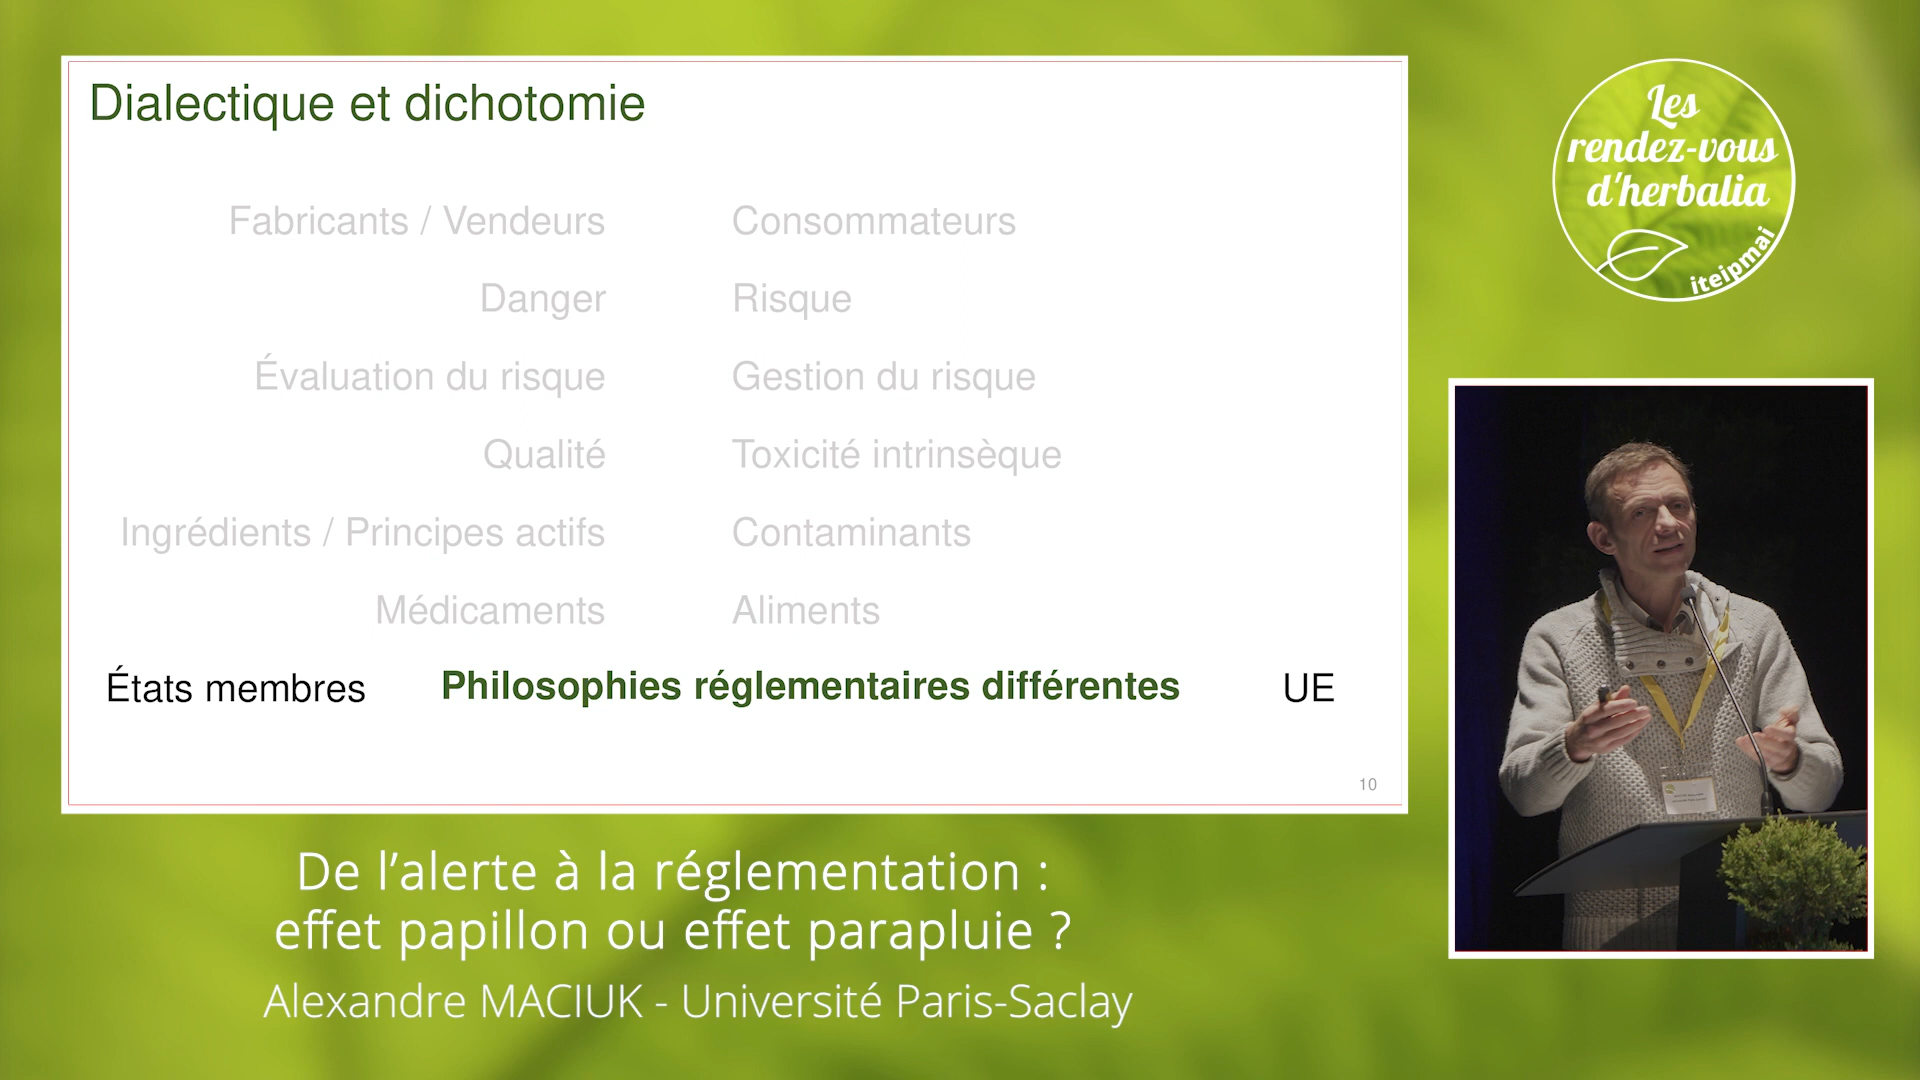 Dialectique et dichotomie
Fabricants / Vendeurs Consommateurs
Danger Risque
Évaluation du risque Gestion du risque
Qualité Toxicité intrinsèque
Ingrédients / Principes actifs Contaminants
Médicaments Aliments
États membres Philosophies réglementaires différentes UE
10
Les
rendez-vous
d'herbalia
iteipmai
De l’alerte à la réglementation :
effet papillon ou effet parapluie ?
Alexandre MACIUK - Université Paris-Saclay